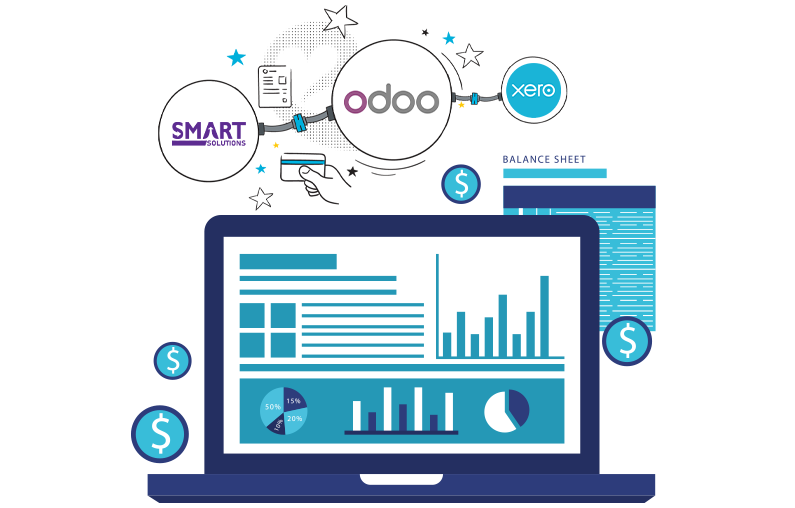 odoo
xero
SMART
SOLUTIONS
BALANCE SHEET
$
$
$
$
50%
15%
20%
10%